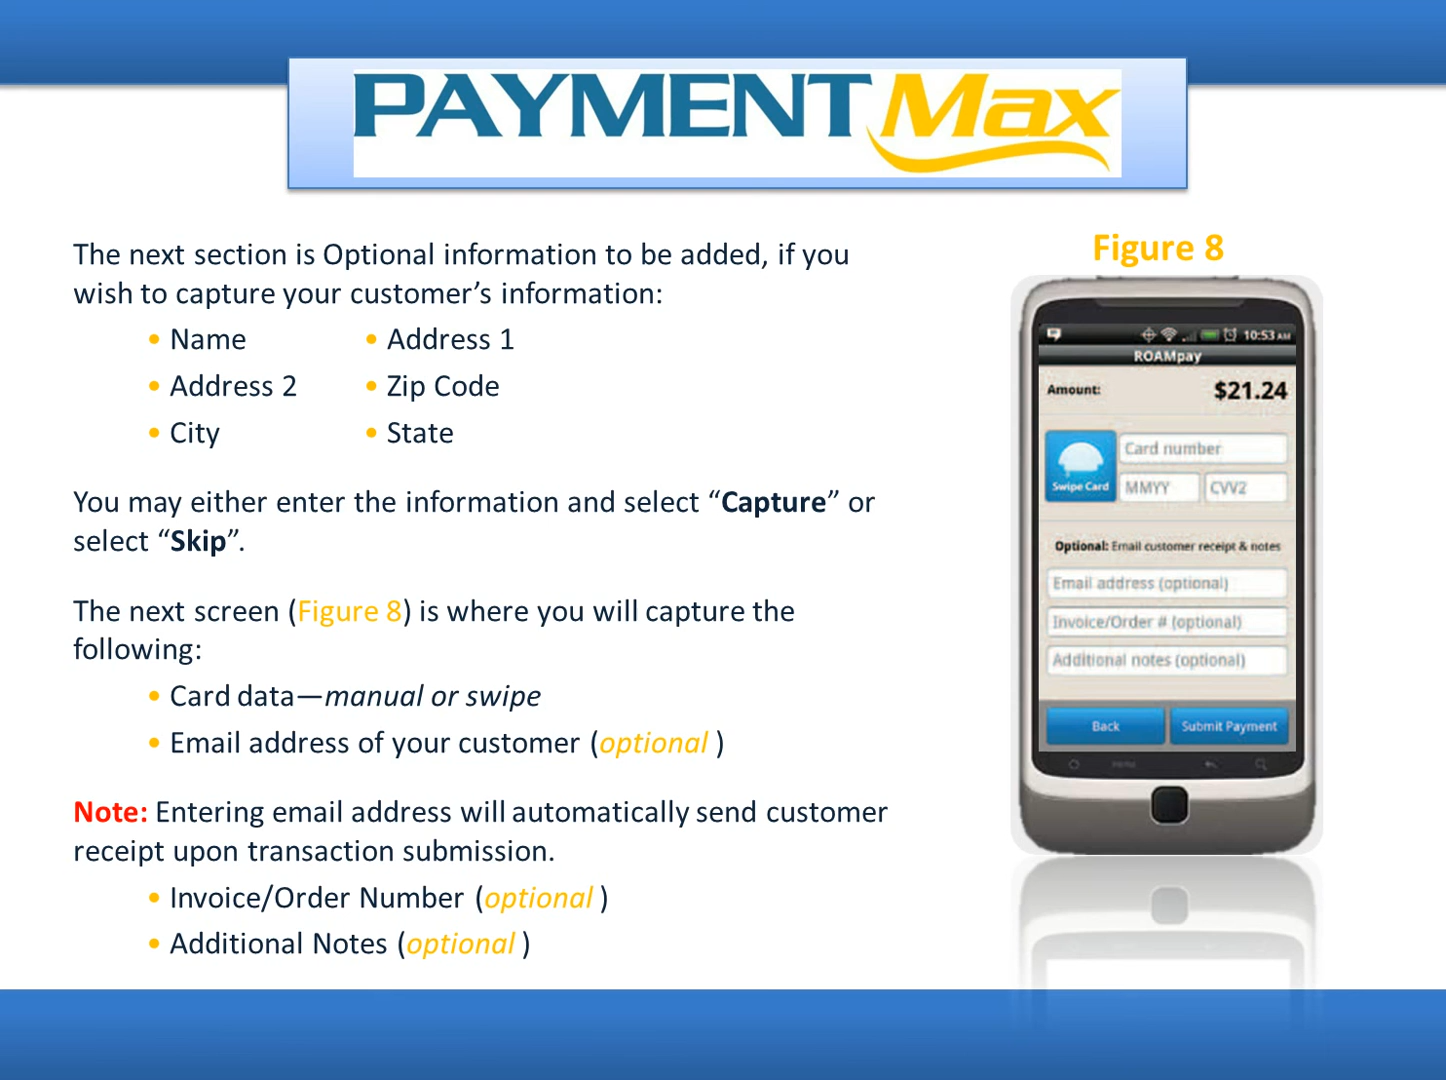 PAYMENTMax
The next section is Optional information to be added, if you
wish to capture your customer’s information:
• Name
• Address 1
• Address 2
• Zip Code
• City
• State
You may either enter the information and select “Capture” or
select “Skip”.
The next screen (Figure 8) is where you will capture the
following:
• Card data—manual or swipe
• Email address of your customer (optional )
Note: Entering email address will automatically send customer
receipt upon transaction submission.
• Invoice/Order Number (optional )
• Additional Notes (optional )
Figure 8
10:53 AM
ROAMpay
Amount: $21.24
Card number
Swipe Card
MMYY
CVV2
Optional: Email customer receipt & notes
Email address (optional)
Invoice/Order # (optional)
Additional notes (optional)
Back
Submit Payment